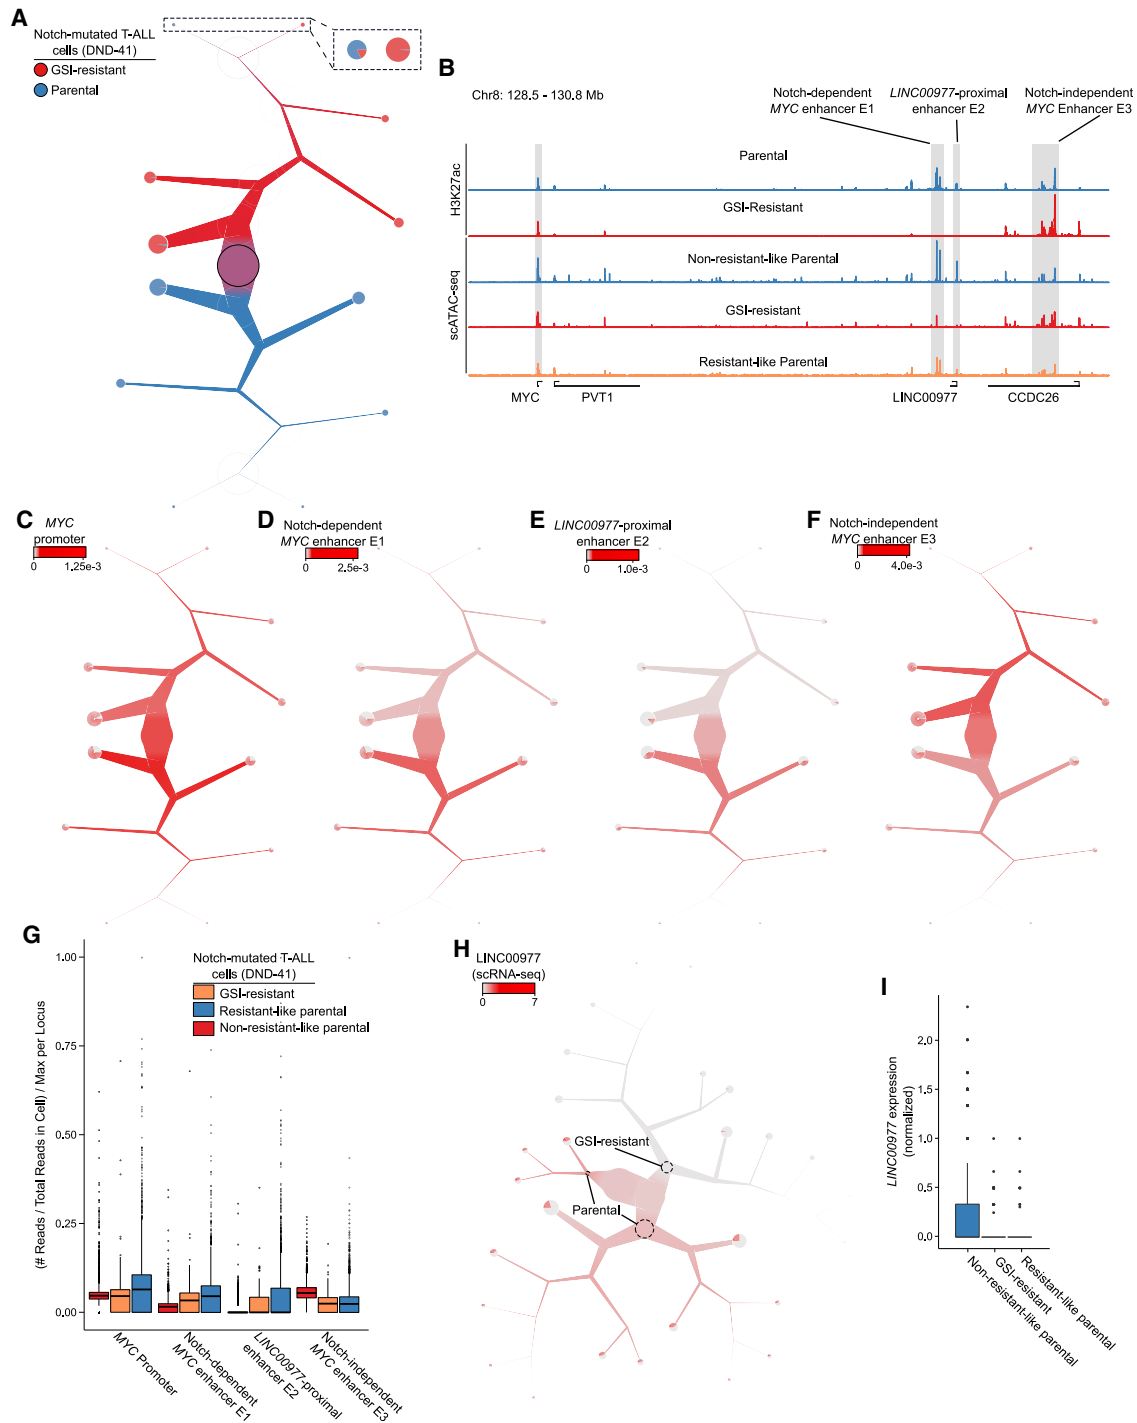 A
Notch-mutated T-ALL
cells (DND-41)
GSI-resistant
Parental
B
Chr8: 128.5 - 130.8 Mb
Notch-dependent
MYC enhancer E1
LINC00977-proximal
enhancer E2
Notch-independent
MYC Enhancer E3
H3K27ac
scATAC-seq
Parental
GSI-Resistant
Non-resistant-like Parental
GSI-resistant
Resistant-like Parental
MYC
PVT1
LINC00977
CCDC26
C
MYC
promoter
0 1.25e-3
D
Notch-dependent
MYC enhancer E1
0 2.5e-3
E
LINC00977-proximal
enhancer E2
0 1.0e-3
F
Notch-independent
MYC enhancer E3
0 4.0e-3
G
(# Reads / Total Reads in Cell) / Max per Locus
1.00
0.75
0.50
0.25
0.00
Notch-mutated T-ALL
cells (DND-41)
GSI-resistant
Resistant-like parental
Non-resistant-like parental
MYC Promoter
Notch-dependent
MYC enhancer E1
LINC00977-proximal
enhancer E2
Notch-independent
MYC enhancer E3
H
LINC00977
(scRNA-seq)
0 7
GSI-resistant
Parental
I
LINC00977 expression
(normalized)
2.0
1.5
1.0
0.5
0.0
Non-resistant-like parental
GSI-resistant
Resistant-like parental